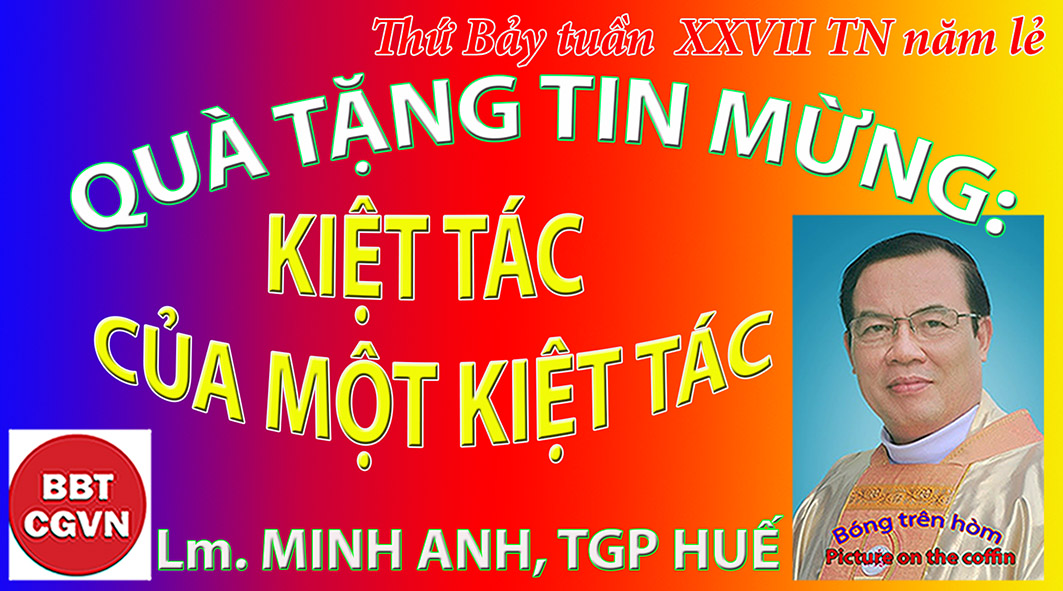 Thứ Bảy tuần XXVII TN năm lẻ
QUÀ TẶNG TIN MỪNG:
KIỆT TÁC
CỦA MỘT KIỆT TÁC
BBT
CGVN
Lm. MINH ANH, TGP HUẾ
Bóng trên hòm
Picture on the coffin